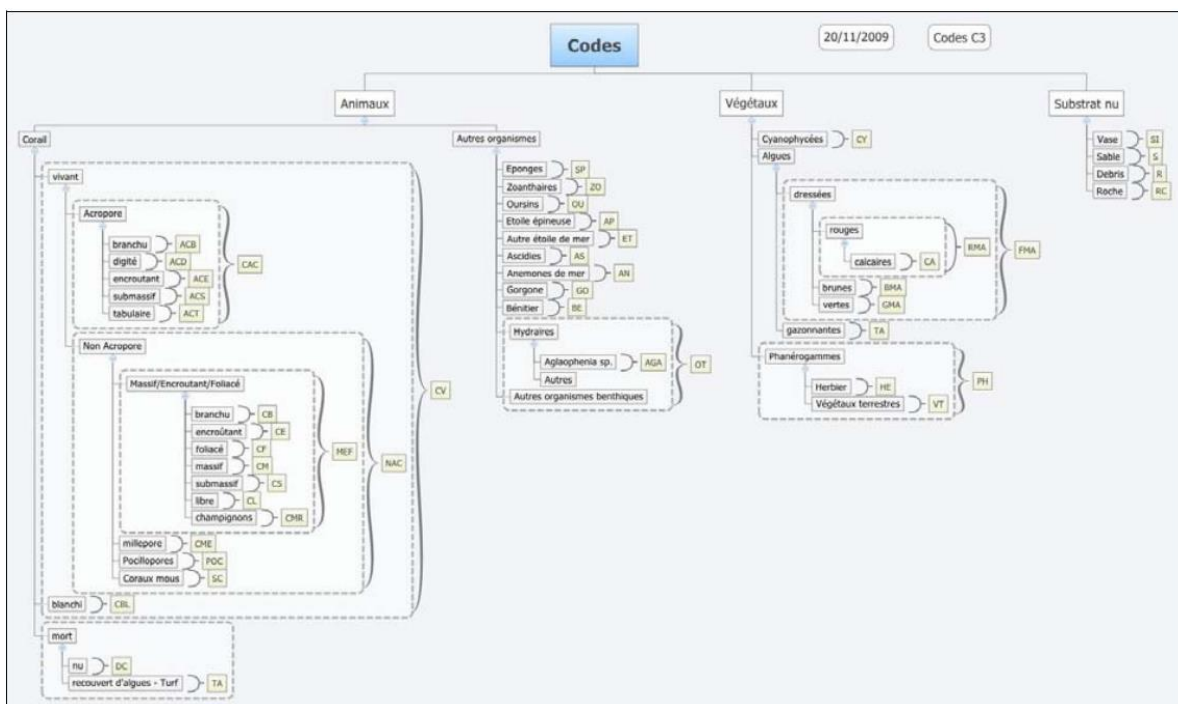 Codes
20/11/2009
Codes C3
Animaux
Végétaux
Substrat nu
Corail
vivant
Acropore
branchu ACB
digité ACD
encroutant ACE
submassif ACS
tabulaire ACT
CAC
Non Acropore
Massif/Encroutant/Foliacé
branchu CB
encroûtant CE
foliacé CF
massif CM
submassif CS
libre CL
champignons CMR
MEF
millepore CME
Pocillopores POC
Coraux mous SC
NAC
CV
blanchi CBL
mort
nu DC
recouvert d'algues - Turf TA
Autres organismes
Eponges SP
Zoanthaires ZO
Oursins OU
Etoile épineuse AP
Autre étoile de mer ET
Ascidies AS
Anemones de mer AN
Gorgone GO
Bénitier BE
Hydraires
Aglaophenia sp. AGA
Autres
Autres organismes benthiques
OT
Cyanophycées CY
Algues
dressées
rouges
calcaires CA
RMA
brunes BMA
vertes GMA
FMA
gazonnantes TA
Phanérogammes
Herbier HE
Végétaux terrestres VT
PH
Vase SI
Sable S
Debris R
Roche RC